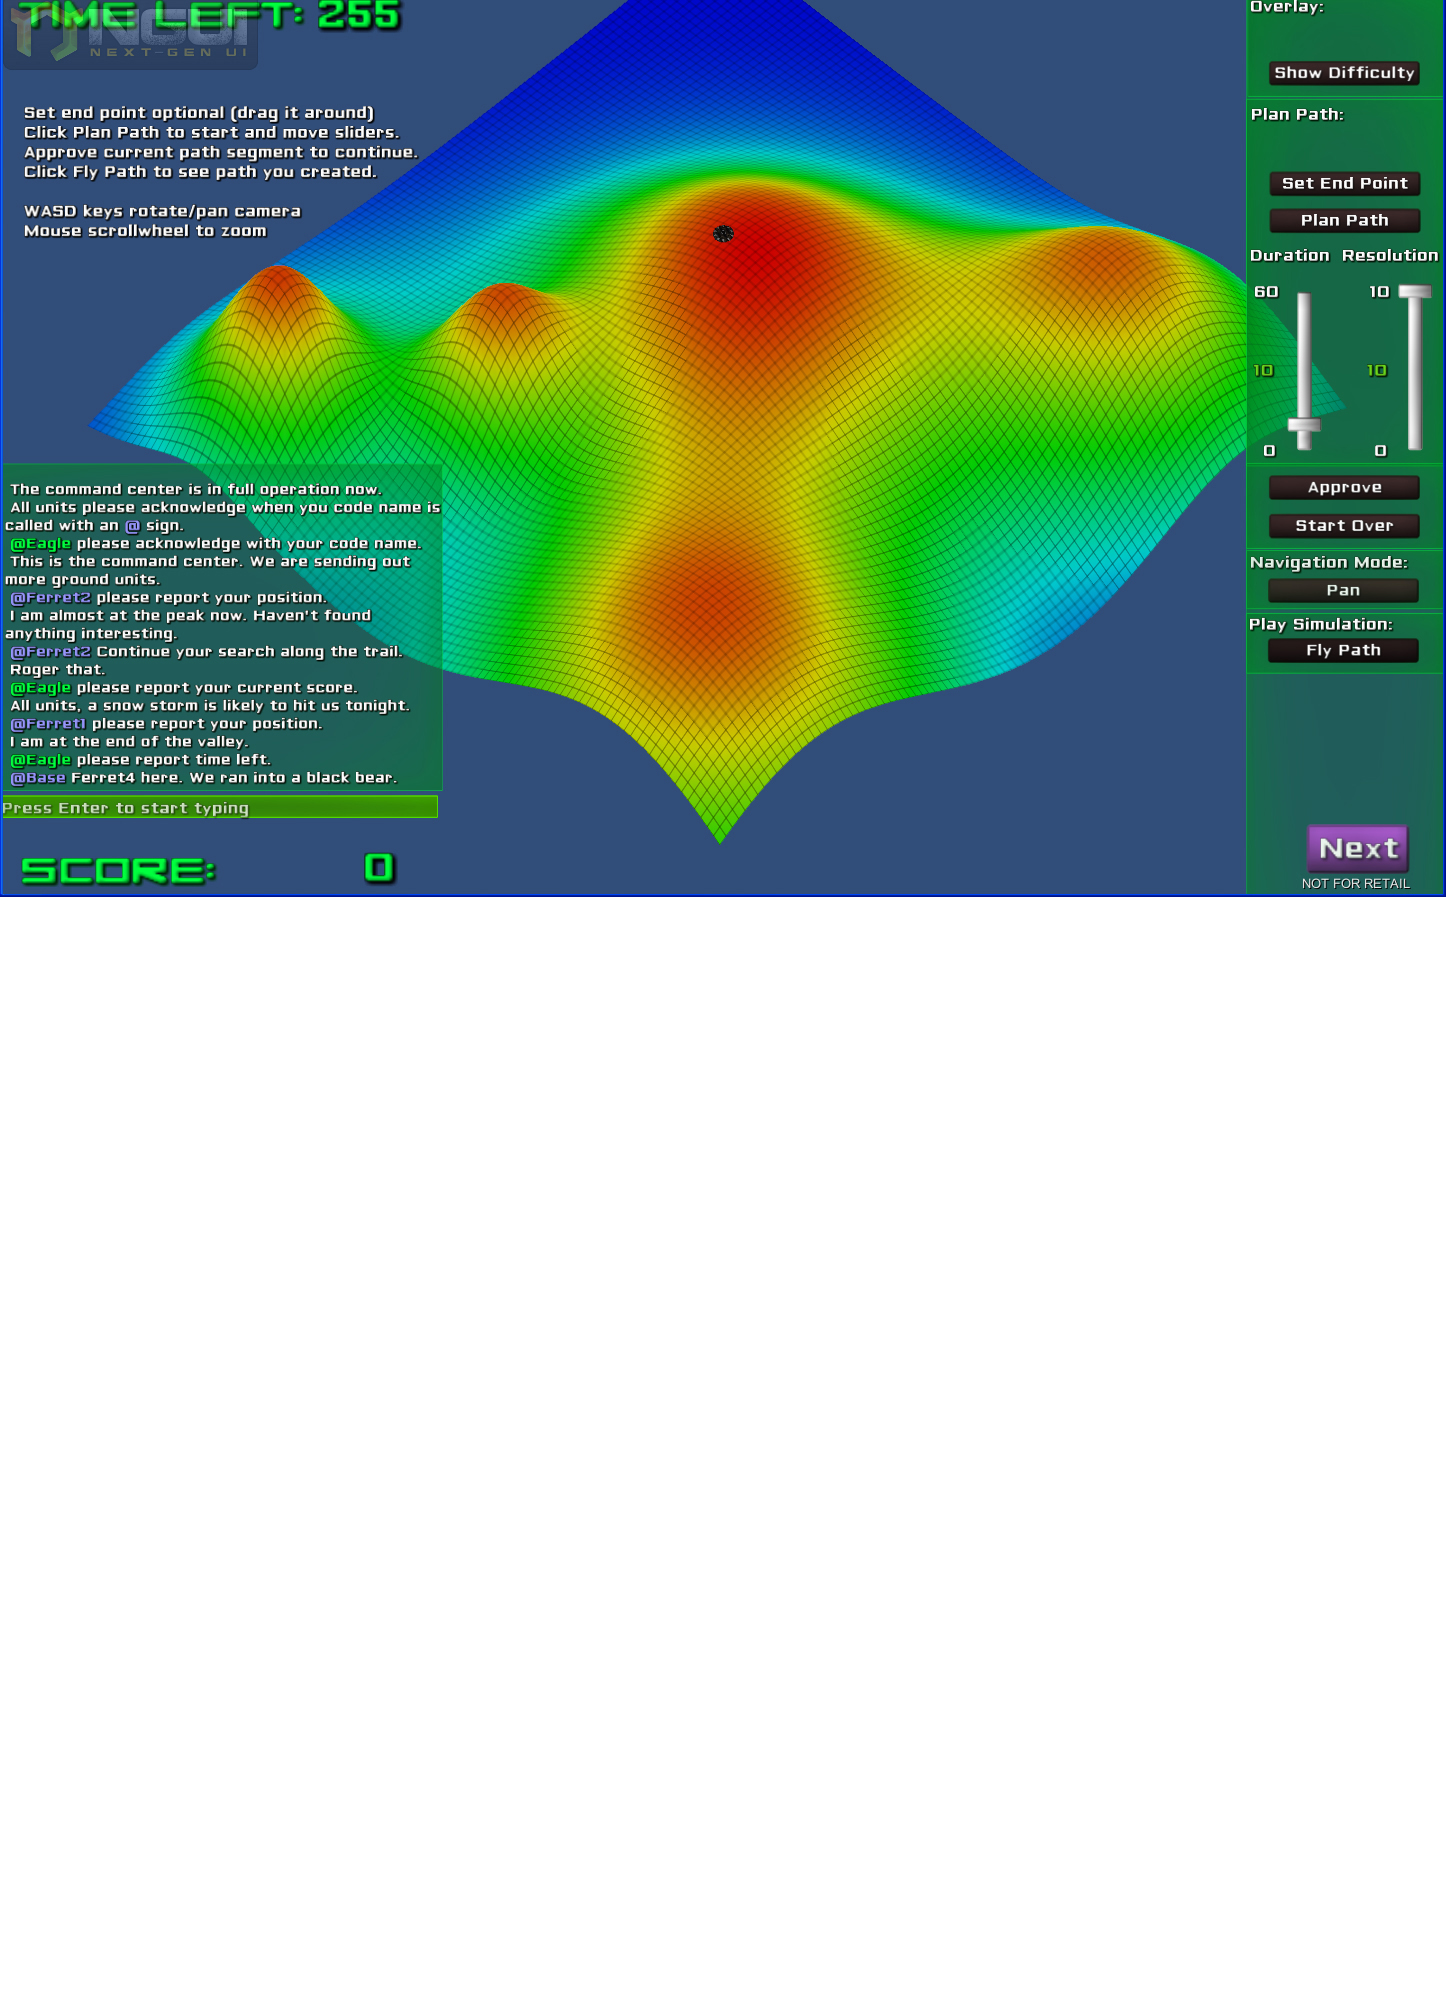 TIME LEFT: 255
NGUI
NEXT-GEN UI
Set end point optional (drag it around)
Click Plan Path to start and move sliders.
Approve current path segment to continue.
Click Fly Path to see path you created.
WASD keys rotate/pan camera
Mouse scrollwheel to zoom
The command center is in full operation now.
All units please acknowledge when you code name is
called with an @ sign.
@Eagle please acknowledge with your code name.
This is the command center. We are sending out
more ground units.
@Ferret2 please report your position.
I am almost at the peak now. Haven't found
anything interesting.
@Ferret2 Continue your search along the trail.
Roger that.
@Eagle please report your current score.
All units, a snow storm is likely to hit us tonight.
@Ferret1 please report your position.
I am at the end of the valley.
@Eagle please report time left.
@Base Ferret4 here. We ran into a black bear.
Press Enter to start typing
SCORE: 0
Overlay:
Show Difficulty
Plan Path:
Set End Point
Plan Path
Duration Resolution
60 10
10 10
0 0
Approve
Start Over
Navigation Mode:
Pan
Play Simulation:
Fly Path
Next
NOT FOR RETAIL